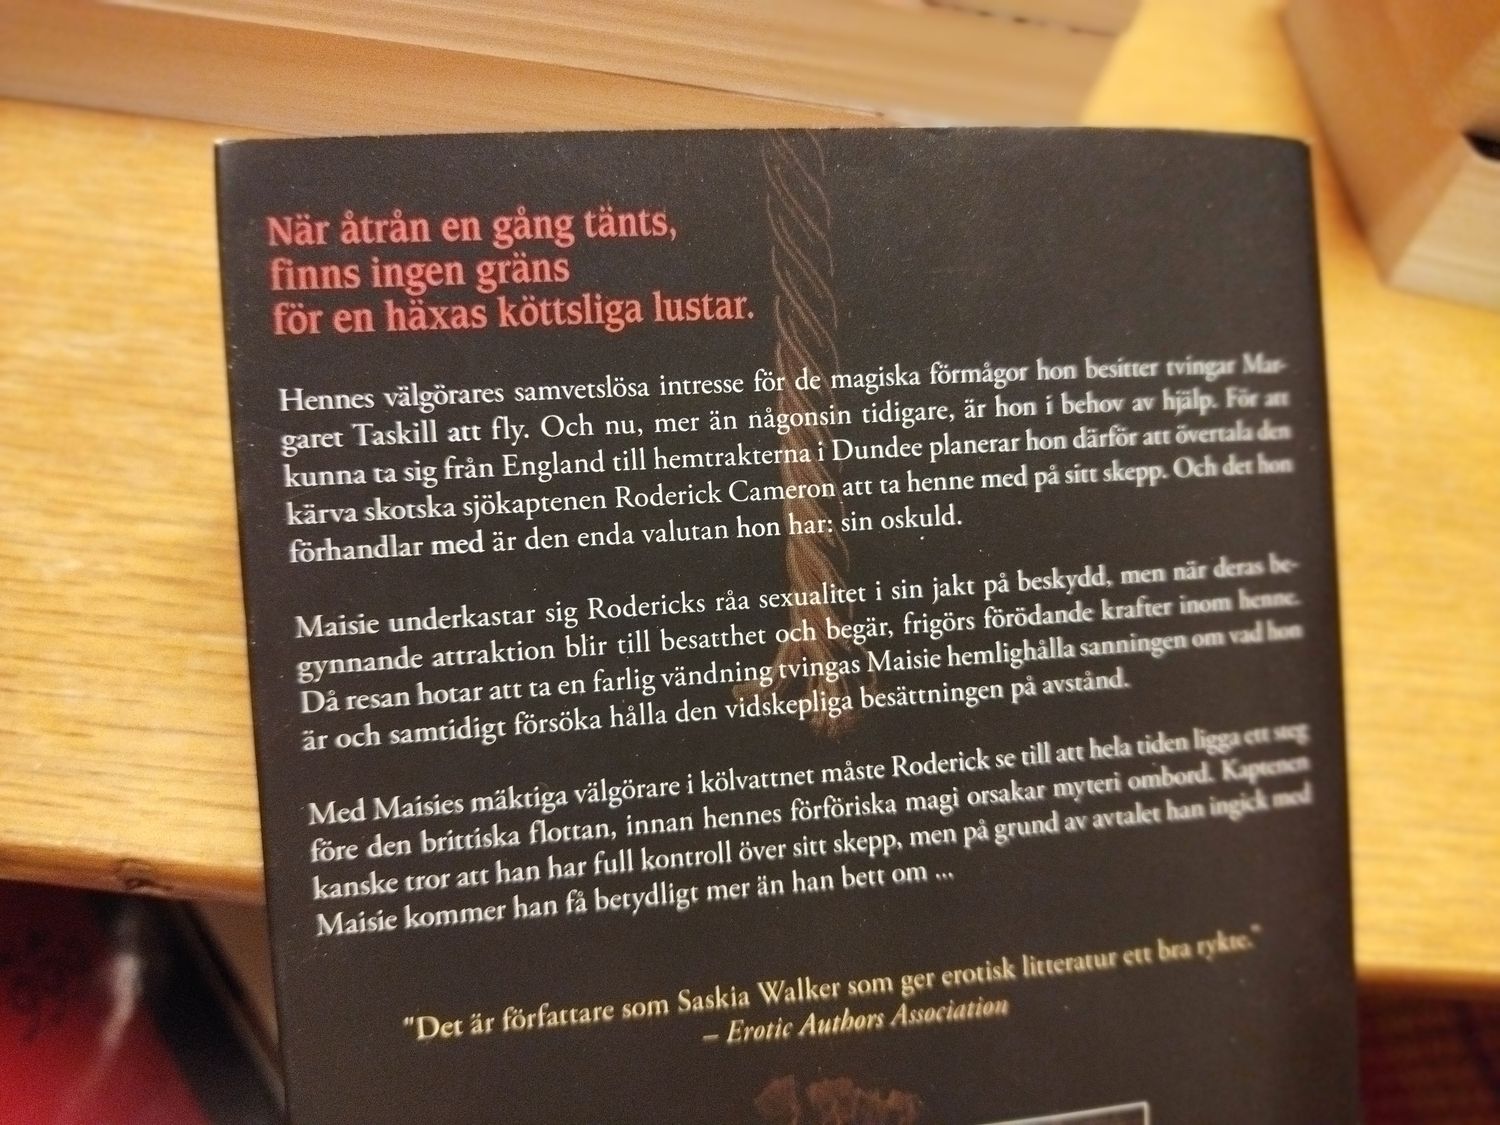 När åtrån en gång tänts,
finns ingen gräns
för en häxas köttsliga lustar.
Hennes välgörares samvetslösa intresse för de magiska förmågor hon besitter tvingar Mar-
garet Taskill att fly. Och nu, mer än någonsin tidigare, är hon i behov av hjälp. För att
kunna ta sig från England till hemtrakterna i Dundee planerar hon därför att övertala den
kärva skotska sjökaptenen Roderick Cameron att ta henne med på sitt skepp. Och det hon
förhandlar med är den enda valutan hon har: sin oskuld.
Maisie underkastar sig Rodericks råa sexualitet i sin jakt på beskydd, men när deras be-
gynnande attraktion blir till besatthet och begär, frigörs förödande krafter inom henne.
Då resan hotar att ta en farlig vändning tvingas Maisie hemlighålla sanningen om vad hon
är och samtidigt försöka hålla den vidskepliga besättningen på avstånd.
Med Maisies mäktiga välgörare i kölvattnet måste Roderick se till att hela tiden ligga ett steg
före den brittiska flottan, innan hennes förföriska magi orsakar myteri ombord. Kaptenen
kanske tror att han har full kontroll över sitt skepp, men på grund av avtalet han ingick med
Maisie kommer han få betydligt mer än han bett om ...
"Det är författare som Saskia Walker som ger erotisk litteratur ett bra rykte."
– Erotic Authors Association